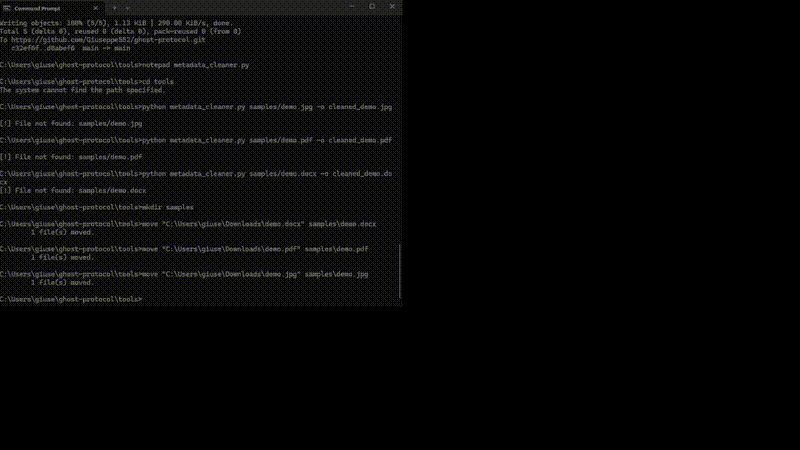 Command Prompt
Writing objects: 100% (5/5), 1.13 KiB | 290.00 KiB/s, done.
Total 5 (delta 0), reused 0 (delta 0), pack-reused 0 (from 0)
To https://github.com/Giuseppe552/ghost-protocol.git
c32ef6f..d8abef6 main -> main
C:\Users\giuse\ghost-protocol\tools>notepad metadata_cleaner.py
C:\Users\giuse\ghost-protocol\tools>cd tools
The system cannot find the path specified.
C:\Users\giuse\ghost-protocol\tools>python metadata_cleaner.py samples/demo.jpg -o cleaned_demo.jpg
[!] File not found: samples/demo.jpg
C:\Users\giuse\ghost-protocol\tools>python metadata_cleaner.py samples/demo.pdf -o cleaned_demo.pdf
[!] File not found: samples/demo.pdf
C:\Users\giuse\ghost-protocol\tools>python metadata_cleaner.py samples/demo.docx -o cleaned_demo.do
cx
[!] File not found: samples/demo.docx
C:\Users\giuse\ghost-protocol\tools>mkdir samples
C:\Users\giuse\ghost-protocol\tools>move "C:\Users\giuse\Downloads\demo.docx" samples\demo.docx
1 file(s) moved.
C:\Users\giuse\ghost-protocol\tools>move "C:\Users\giuse\Downloads\demo.pdf" samples\demo.pdf
1 file(s) moved.
C:\Users\giuse\ghost-protocol\tools>move "C:\Users\giuse\Downloads\demo.jpg" samples\demo.jpg
1 file(s) moved.
C:\Users\giuse\ghost-protocol\tools>